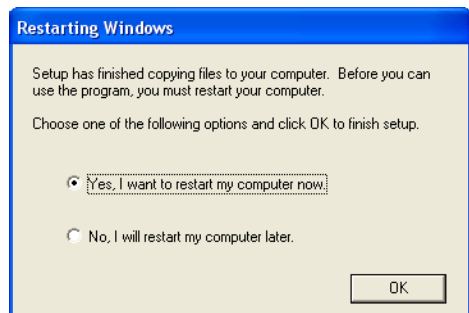 Restarting Windows
Setup has finished copying files to your computer.  Before you can
use the program, you must restart your computer.
Choose one of the following options and click OK to finish setup.
Yes, I want to restart my computer now.
No, I will restart my computer later.
OK